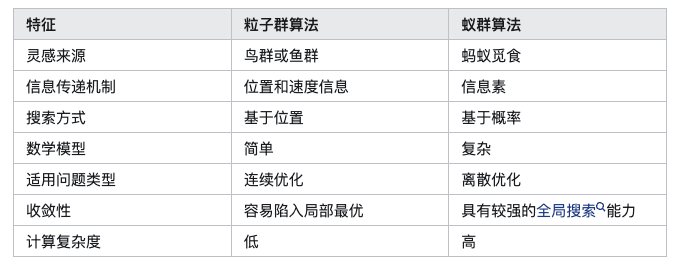 特征 粒子群算法 蚁群算法
灵感来源 鸟群或鱼群 蚂蚁觅食
信息传递机制 位置和速度信息 信息素
搜索方式 基于位置 基于概率
数学模型 简单 复杂
适用问题类型 连续优化 离散优化
收敛性 容易陷入局部最优 具有较强的全局搜索能力
计算复杂度 低 高